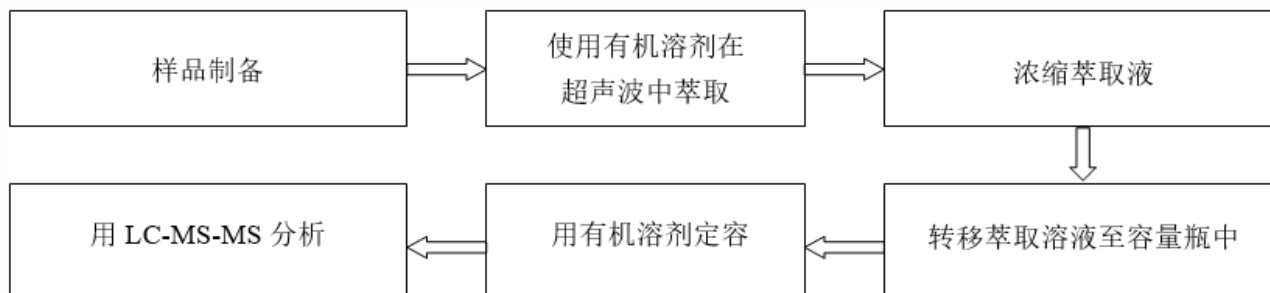 样品制备
使用有机溶剂在
超声波中萃取
浓缩萃取液
转移萃取溶液至容量瓶中
用有机溶剂定容
用 LC-MS-MS 分析